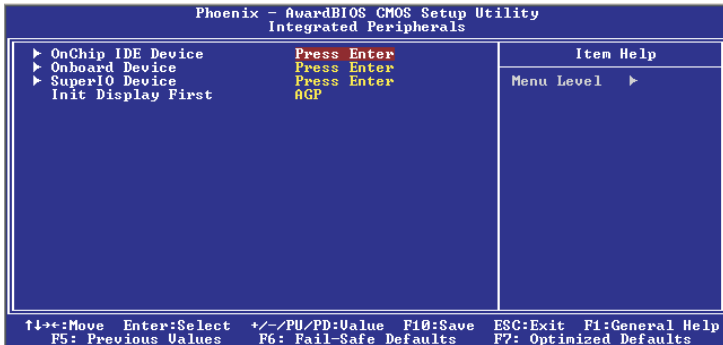 Phoenix - AwardBIOS CMOS Setup Utility
Integrated Peripherals
▶ OnChip IDE Device Press Enter
▶ Onboard Device Press Enter
▶ SuperIO Device Press Enter
Init Display First AGP
Item Help
Menu Level ▶
↑↓→←:Move Enter:Select +/-/PU/PD:Value F10:Save ESC:Exit F1:General Help
F5: Previous Values F6: Fail-Safe Defaults F7: Optimized Defaults